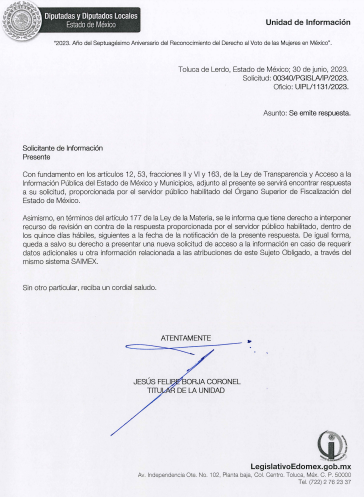 Diputadas y Diputados Locales
Estado de México
Unidad de Información
"2023. Año del Septuagésimo Aniversario del Reconocimiento del Derecho al Voto de las Mujeres en México".
Toluca de Lerdo, Estado de México; 30 de junio, 2023.
Solicitud: 00340/PGISLA/IP/2023.
Oficio: UIPL/1131/2023.
Asunto: Se emite respuesta.
Solicitante de Información
Presente
Con fundamento en los artículos 12, 53, fracciones II y VI y 163, de la Ley de Transparencia y Acceso a la
Información Pública del Estado de México y Municipios, adjunto al presente se servirá encontrar respuesta
a su solicitud, proporcionada por el servidor público habilitado del Órgano Superior de Fiscalización del
Estado de México.
Asimismo, en términos del artículo 177 de la Ley de la Materia, se le informa que tiene derecho a interponer
recurso de revisión en contra de la respuesta proporcionada por el servidor público habilitado, dentro de
los quince días hábiles, siguientes a la fecha de la notificación de la presente respuesta. De igual forma,
queda a salvo su derecho a presentar una nueva solicitud de acceso a la información en caso de requerir
datos adicionales u otra información relacionada a las atribuciones de este Sujeto Obligado, a través del
mismo sistema SAIMEX.
Sin otro particular, reciba un cordial saludo.
ATENTAMENTE
JESÚS FELIPE BORJA CORONEL
TITULAR DE LA UNIDAD
LegislativoEdomex.gob.mx
Av. Independencia Ote. No. 102, Planta baja, Col. Centro. Toluca, Méx. C. P. 50000
Tel. (722) 2 76 23 37